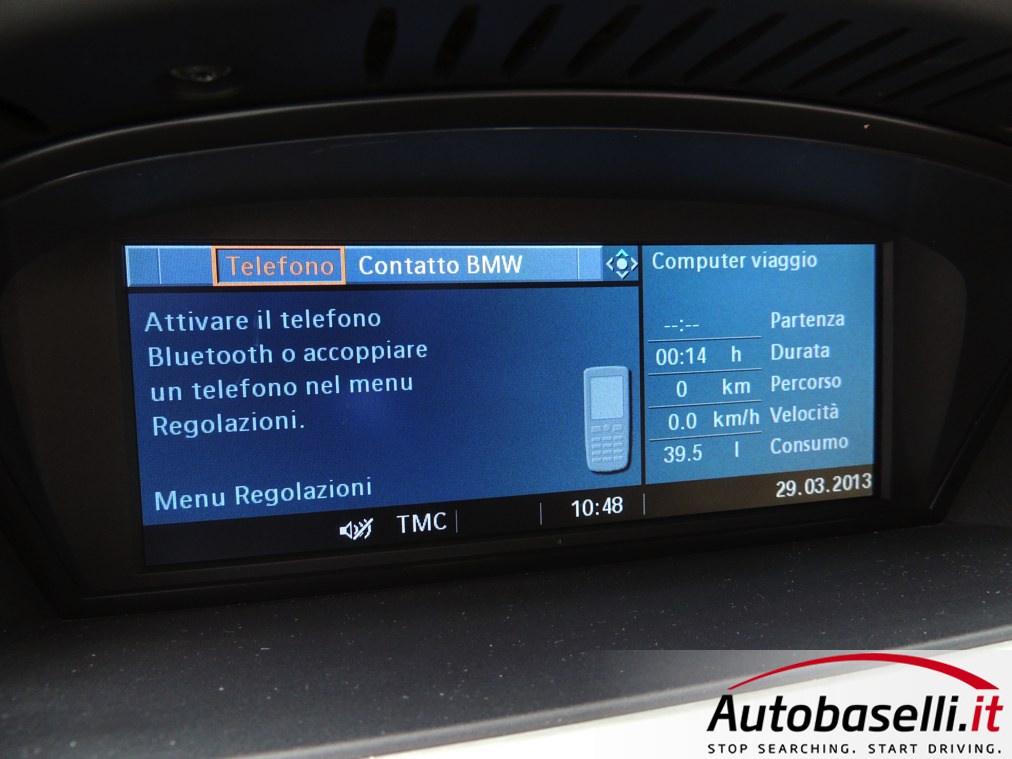 Telefono Contatto BMW
Attivare il telefono
Bluetooth o accoppiare
un telefono nel menu
Regolazioni.
Menu Regolazioni
Computer viaggio
--:-- Partenza
00:14 h Durata
0 km Percorso
0.0 km/h Velocità
39.5 l Consumo
TMC 10:48 29.03.2013
Autobaselli.it
STOP SEARCHING. START DRIVING.